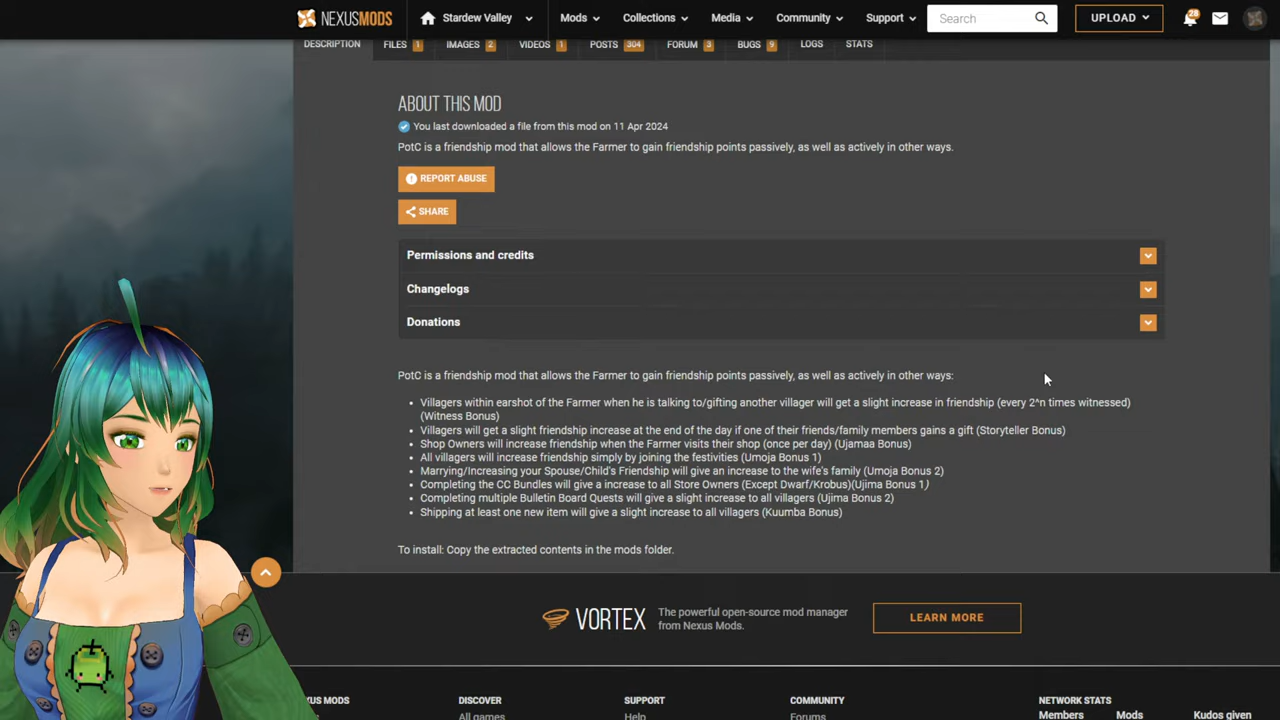 NEXUSMODS Stardew Valley Mods Collections Media Community Support Search UPLOAD 28
DESCRIPTION FILES 1 IMAGES 2 VIDEOS 1 POSTS 304 FORUM 3 BUGS 9 LOGS STATS
ABOUT THIS MOD
You last downloaded a file from this mod on 11 Apr 2024
PotC is a friendship mod that allows the Farmer to gain friendship points passively, as well as actively in other ways.
REPORT ABUSE
SHARE
Permissions and credits
Changelogs
Donations
PotC is a friendship mod that allows the Farmer to gain friendship points passively, as well as actively in other ways:
• Villagers within earshot of the Farmer when he is talking to/gifting another villager will get a slight increase in friendship (every 2^n times witnessed)
(Witness Bonus)
• Villagers will get a slight friendship increase at the end of the day if one of their friends/family members gains a gift (Storyteller Bonus)
• Shop Owners will increase friendship when the Farmer visits their shop (once per day) (Ujamaa Bonus)
• All villagers will increase friendship simply by joining the festivities (Umoja Bonus 1)
• Marrying/Increasing your Spouse/Child's Friendship will give an increase to the wife's family (Umoja Bonus 2)
• Completing the CC Bundles will give a increase to all Store Owners (Except Dwarf/Krobus)(Ujima Bonus 1)
• Completing multiple Bulletin Board Quests will give a slight increase to all villagers (Ujima Bonus 2)
• Shipping at least one new item will give a slight increase to all villagers (Kuumba Bonus)
To install: Copy the extracted contents in the mods folder.
VORTEX The powerful open-source mod manager
from Nexus Mods. LEARN MORE
XUS MODS DISCOVER SUPPORT COMMUNITY NETWORK STATS
All games Help Forums Members Mods Kudos given